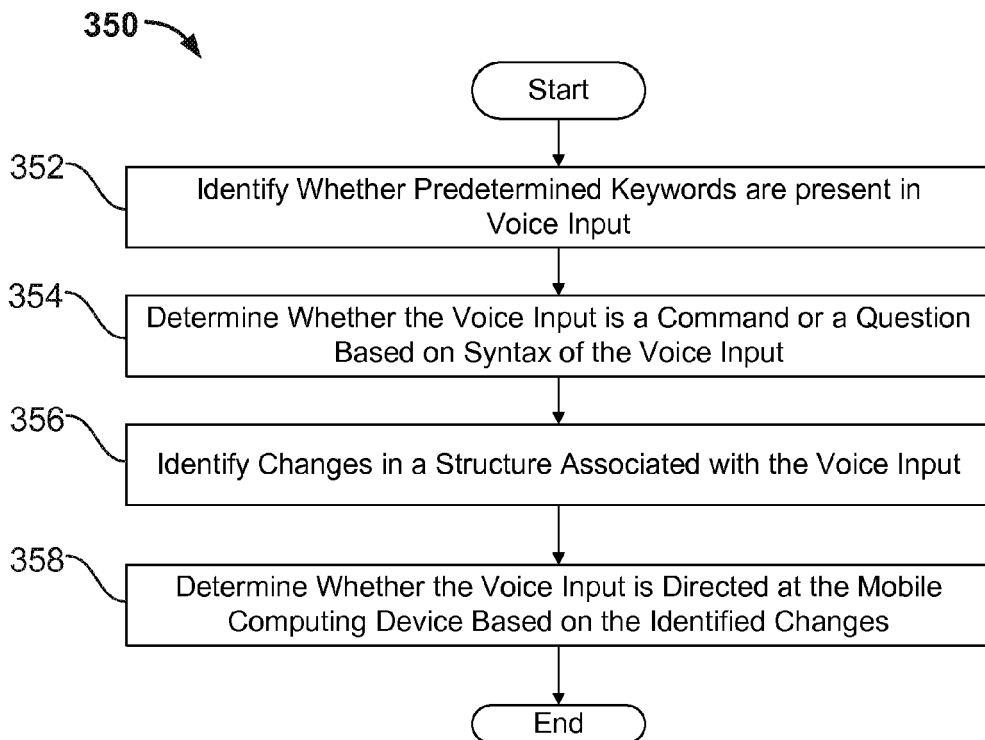 350
Start
352
Identify Whether Predetermined Keywords are present in
Voice Input
354
Determine Whether the Voice Input is a Command or a Question
Based on Syntax of the Voice Input
356
Identify Changes in a Structure Associated with the Voice Input
358
Determine Whether the Voice Input is Directed at the Mobile
Computing Device Based on the Identified Changes
End